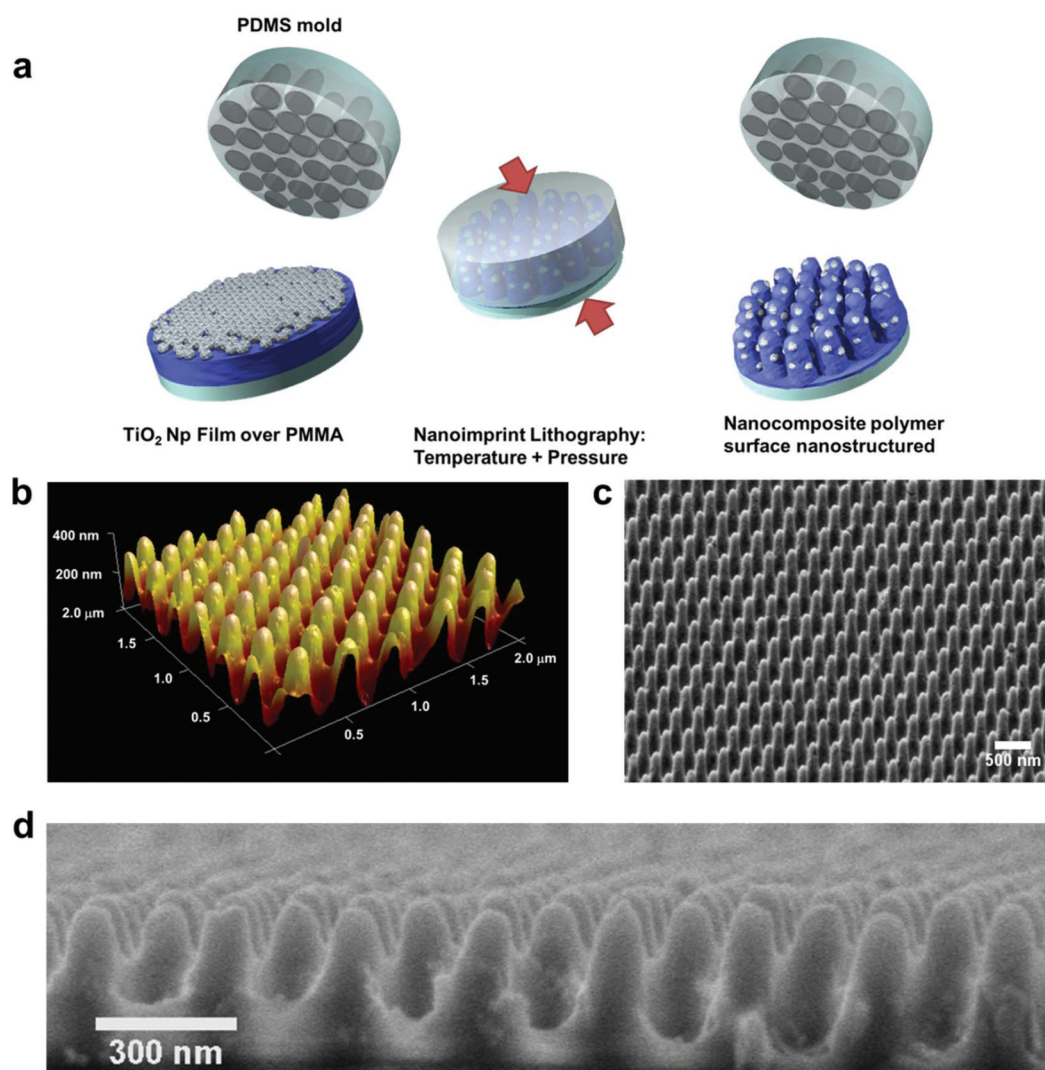 PDMS mold
a
TiO₂ Np Film over PMMA
Nanoimprint Lithography:
Temperature + Pressure
Nanocomposite polymer
surface nanostructured
b
400 nm
200 nm
2.0 μm
1.5
1.0
0.5
0.5
1.0
1.5
2.0 μm
c
500 nm
d
300 nm